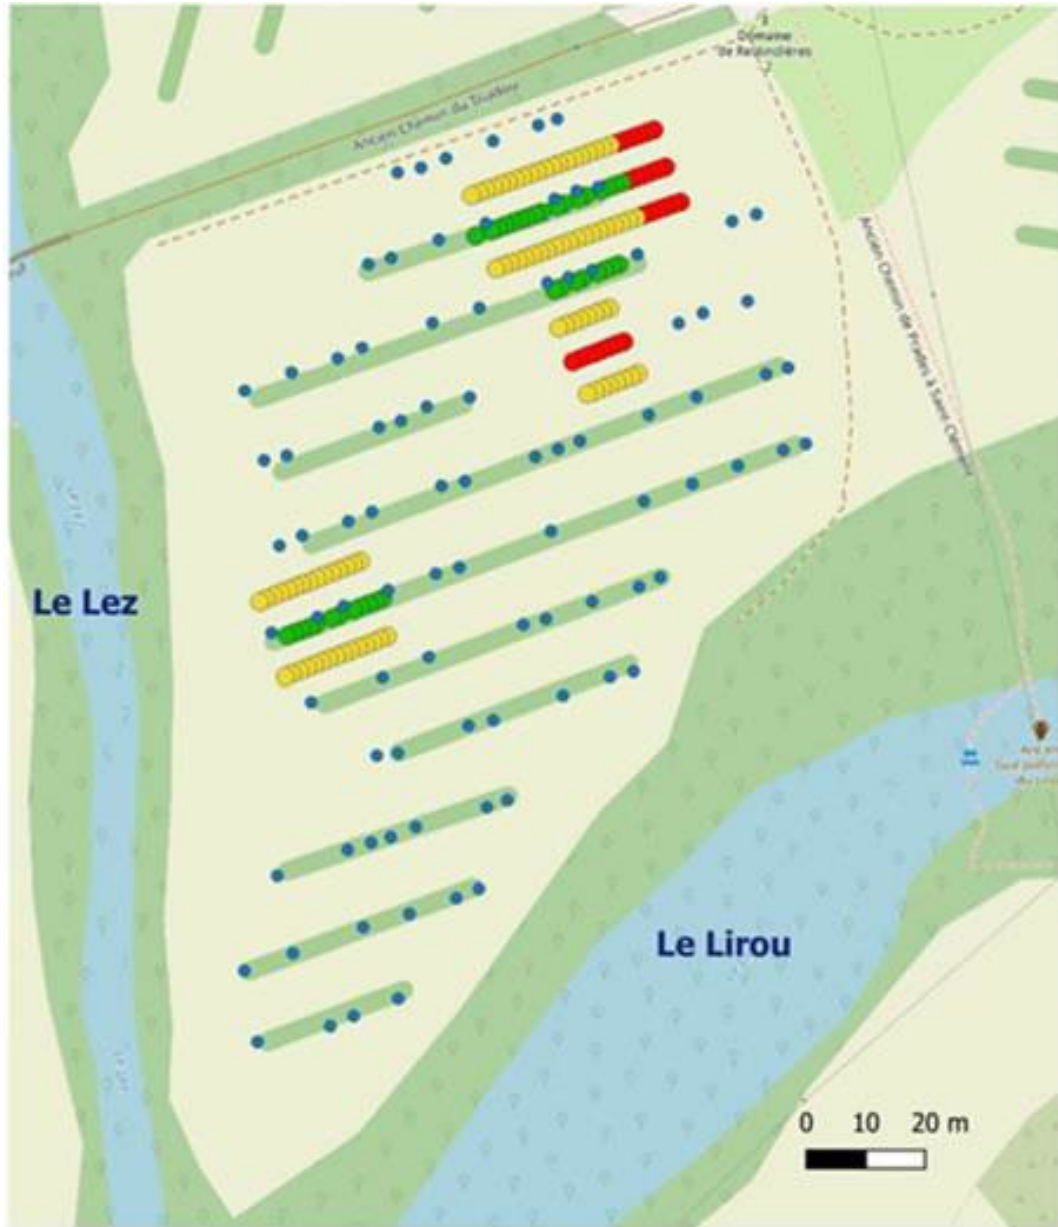 Domaine
de Restinclières
Ancien Chemin du Triadou
Ancien Chemin de Prades à Saint-Clément
Le Lez
Le Lirou
0 10 20 m